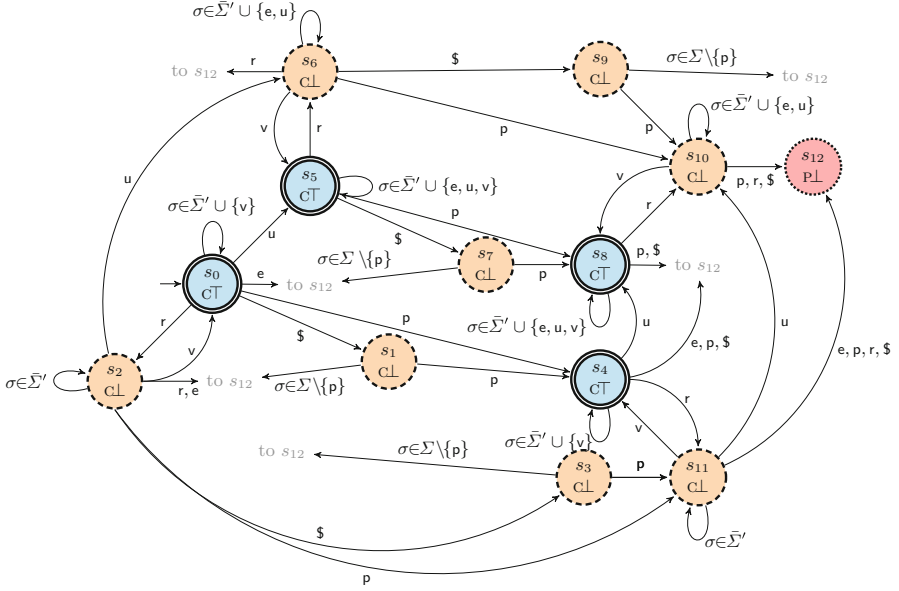 σ∈Σ̄′ ∪ {e, u}
to s₁₂
r
s₆
C⊥
$
s₉
C⊥
σ∈Σ\{p}
to s₁₂
v
r
p
p
σ∈Σ̄′ ∪ {e, u}
s₁₀
C⊥
p, r, $
s₁₂
P⊥
u
s₅
C⊤
σ∈Σ̄′ ∪ {e, u, v}
p
v
r
σ∈Σ̄′ ∪ {v}
u
$
s₀
C⊤
e
to s₁₂
σ∈Σ \{p}
s₇
C⊥
p
s₈
C⊤
p, $
to s₁₂
r
v
$
p
σ∈Σ̄′ ∪ {e, u, v}
u
u
e, p, $
e, p, r, $
σ∈Σ̄′
s₂
C⊥
r, e
to s₁₂
σ∈Σ\{p}
s₁
C⊥
p
s₄
C⊤
r
v
σ∈Σ̄′ ∪ {v}
to s₁₂
σ∈Σ\{p}
s₃
C⊥
p
s₁₁
C⊥
σ∈Σ̄′
$
p